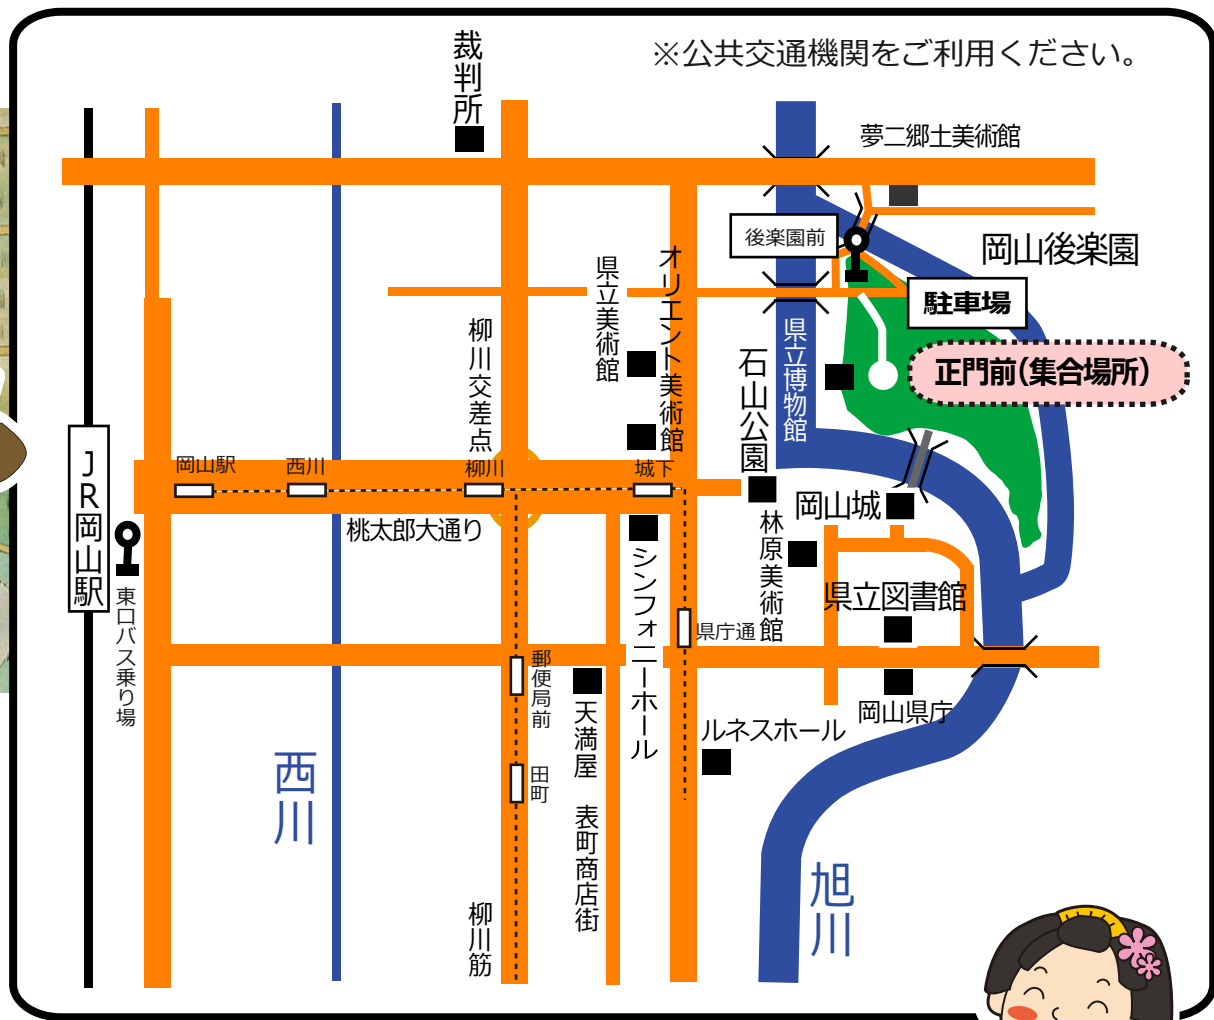 ※公共交通機関をご利用ください。
裁判所
夢二郷土美術館
後楽園前
岡山後楽園
駐車場
正門前(集合場所)
オリエント美術館
県立美術館
柳川交差点
県立博物館
石山公園
JR岡山駅
岡山駅
西川
柳川
城下
桃太郎大通り
岡山城
林原美術館
シンフォニーホール
県立図書館
東口バス乗り場
県庁通
郵便局前
岡山県庁
天満屋
ルネスホール
西川
田町
表町商店街
旭川
柳川筋